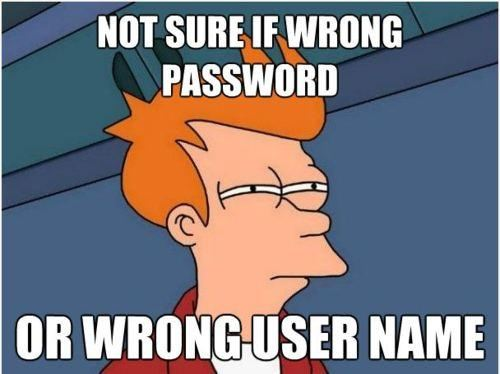 NOT SURE IF WRONG
PASSWORD
OR WRONG USER NAME